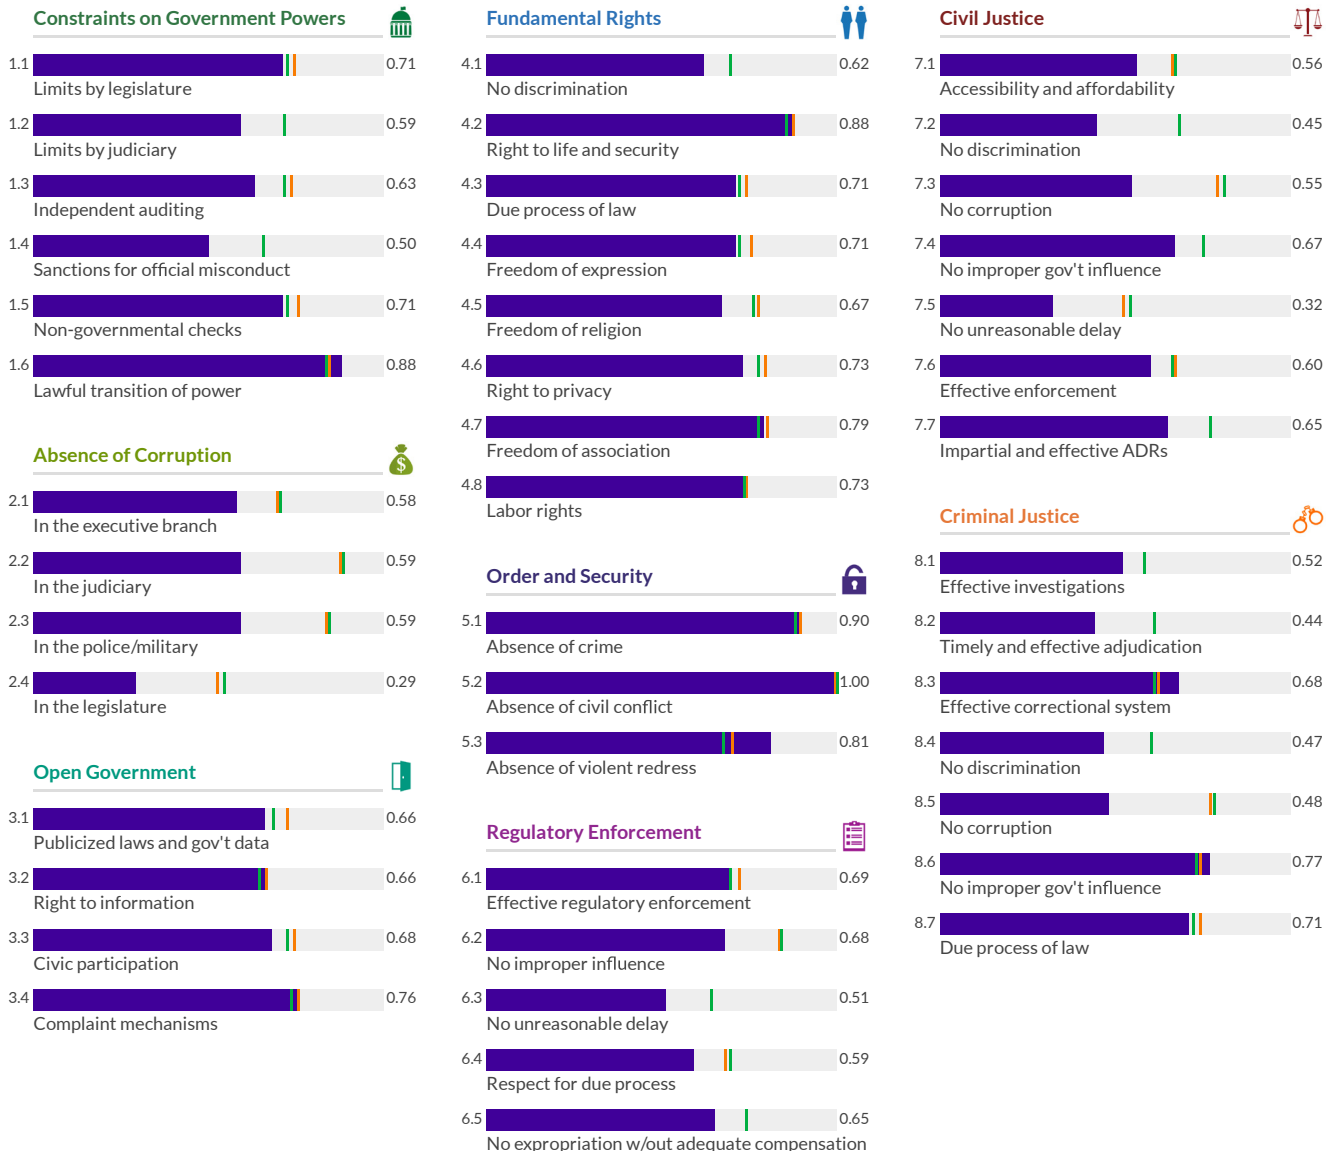 Constraints on Government Powers
1.1 0.71
Limits by legislature
1.2 0.59
Limits by judiciary
1.3 0.63
Independent auditing
1.4 0.50
Sanctions for official misconduct
1.5 0.71
Non-governmental checks
1.6 0.88
Lawful transition of power
Absence of Corruption
$
2.1 0.58
In the executive branch
2.2 0.59
In the judiciary
2.3 0.59
In the police/military
2.4 0.29
In the legislature
Open Government
3.1 0.66
Publicized laws and gov't data
3.2 0.66
Right to information
3.3 0.68
Civic participation
3.4 0.76
Complaint mechanisms
Fundamental Rights
4.1 0.62
No discrimination
4.2 0.88
Right to life and security
4.3 0.71
Due process of law
4.4 0.71
Freedom of expression
4.5 0.67
Freedom of religion
4.6 0.73
Right to privacy
4.7 0.79
Freedom of association
4.8 0.73
Labor rights
Order and Security
5.1 0.90
Absence of crime
5.2 1.00
Absence of civil conflict
5.3 0.81
Absence of violent redress
Regulatory Enforcement
6.1 0.69
Effective regulatory enforcement
6.2 0.68
No improper influence
6.3 0.51
No unreasonable delay
6.4 0.59
Respect for due process
6.5 0.65
No expropriation w/out adequate compensation
Civil Justice
7.1 0.56
Accessibility and affordability
7.2 0.45
No discrimination
7.3 0.55
No corruption
7.4 0.67
No improper gov't influence
7.5 0.32
No unreasonable delay
7.6 0.60
Effective enforcement
7.7 0.65
Impartial and effective ADRs
Criminal Justice
8.1 0.52
Effective investigations
8.2 0.44
Timely and effective adjudication
8.3 0.68
Effective correctional system
8.4 0.47
No discrimination
8.5 0.48
No corruption
8.6 0.77
No improper gov't influence
8.7 0.71
Due process of law